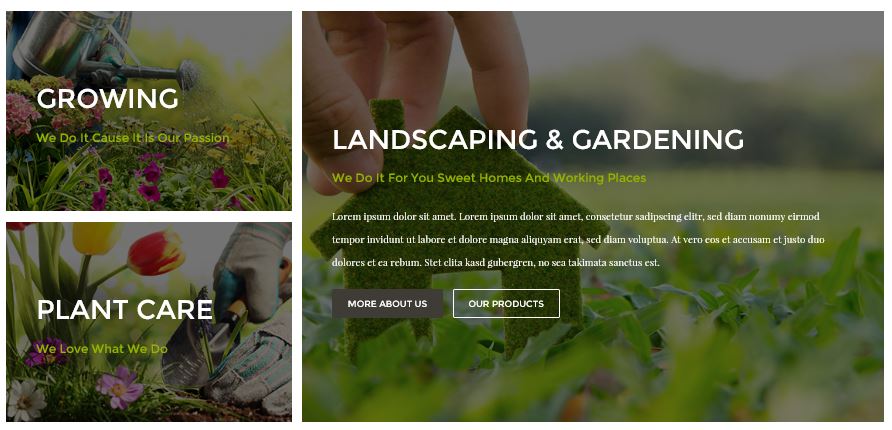 GROWING
We Do It Cause It Is Our Passion
PLANT CARE
We Love What We Do
LANDSCAPING & GARDENING
We Do It For You Sweet Homes And Working Places
Lorem ipsum dolor sit amet. Lorem ipsum dolor sit amet, consetetur sadipscing elitr, sed diam nonumy eirmod
tempor invidunt ut labore et dolore magna aliquyam erat, sed diam voluptua. At vero eos et accusam et justo duo
dolores et ea rebum. Stet clita kasd gubergren, no sea takimata sanctus est.
MORE ABOUT US
OUR PRODUCTS